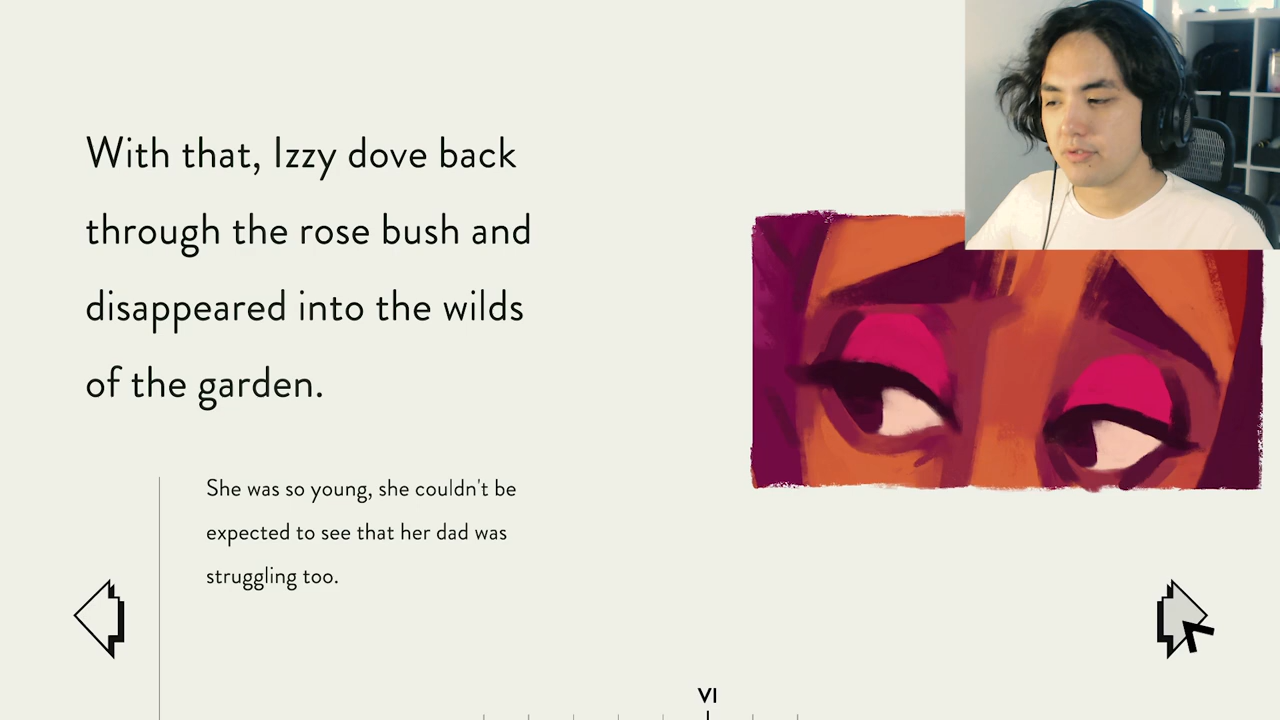 With that, Izzy dove back
through the rose bush and
disappeared into the wilds
of the garden.
She was so young, she couldn't be
expected to see that her dad was
struggling too.
VI